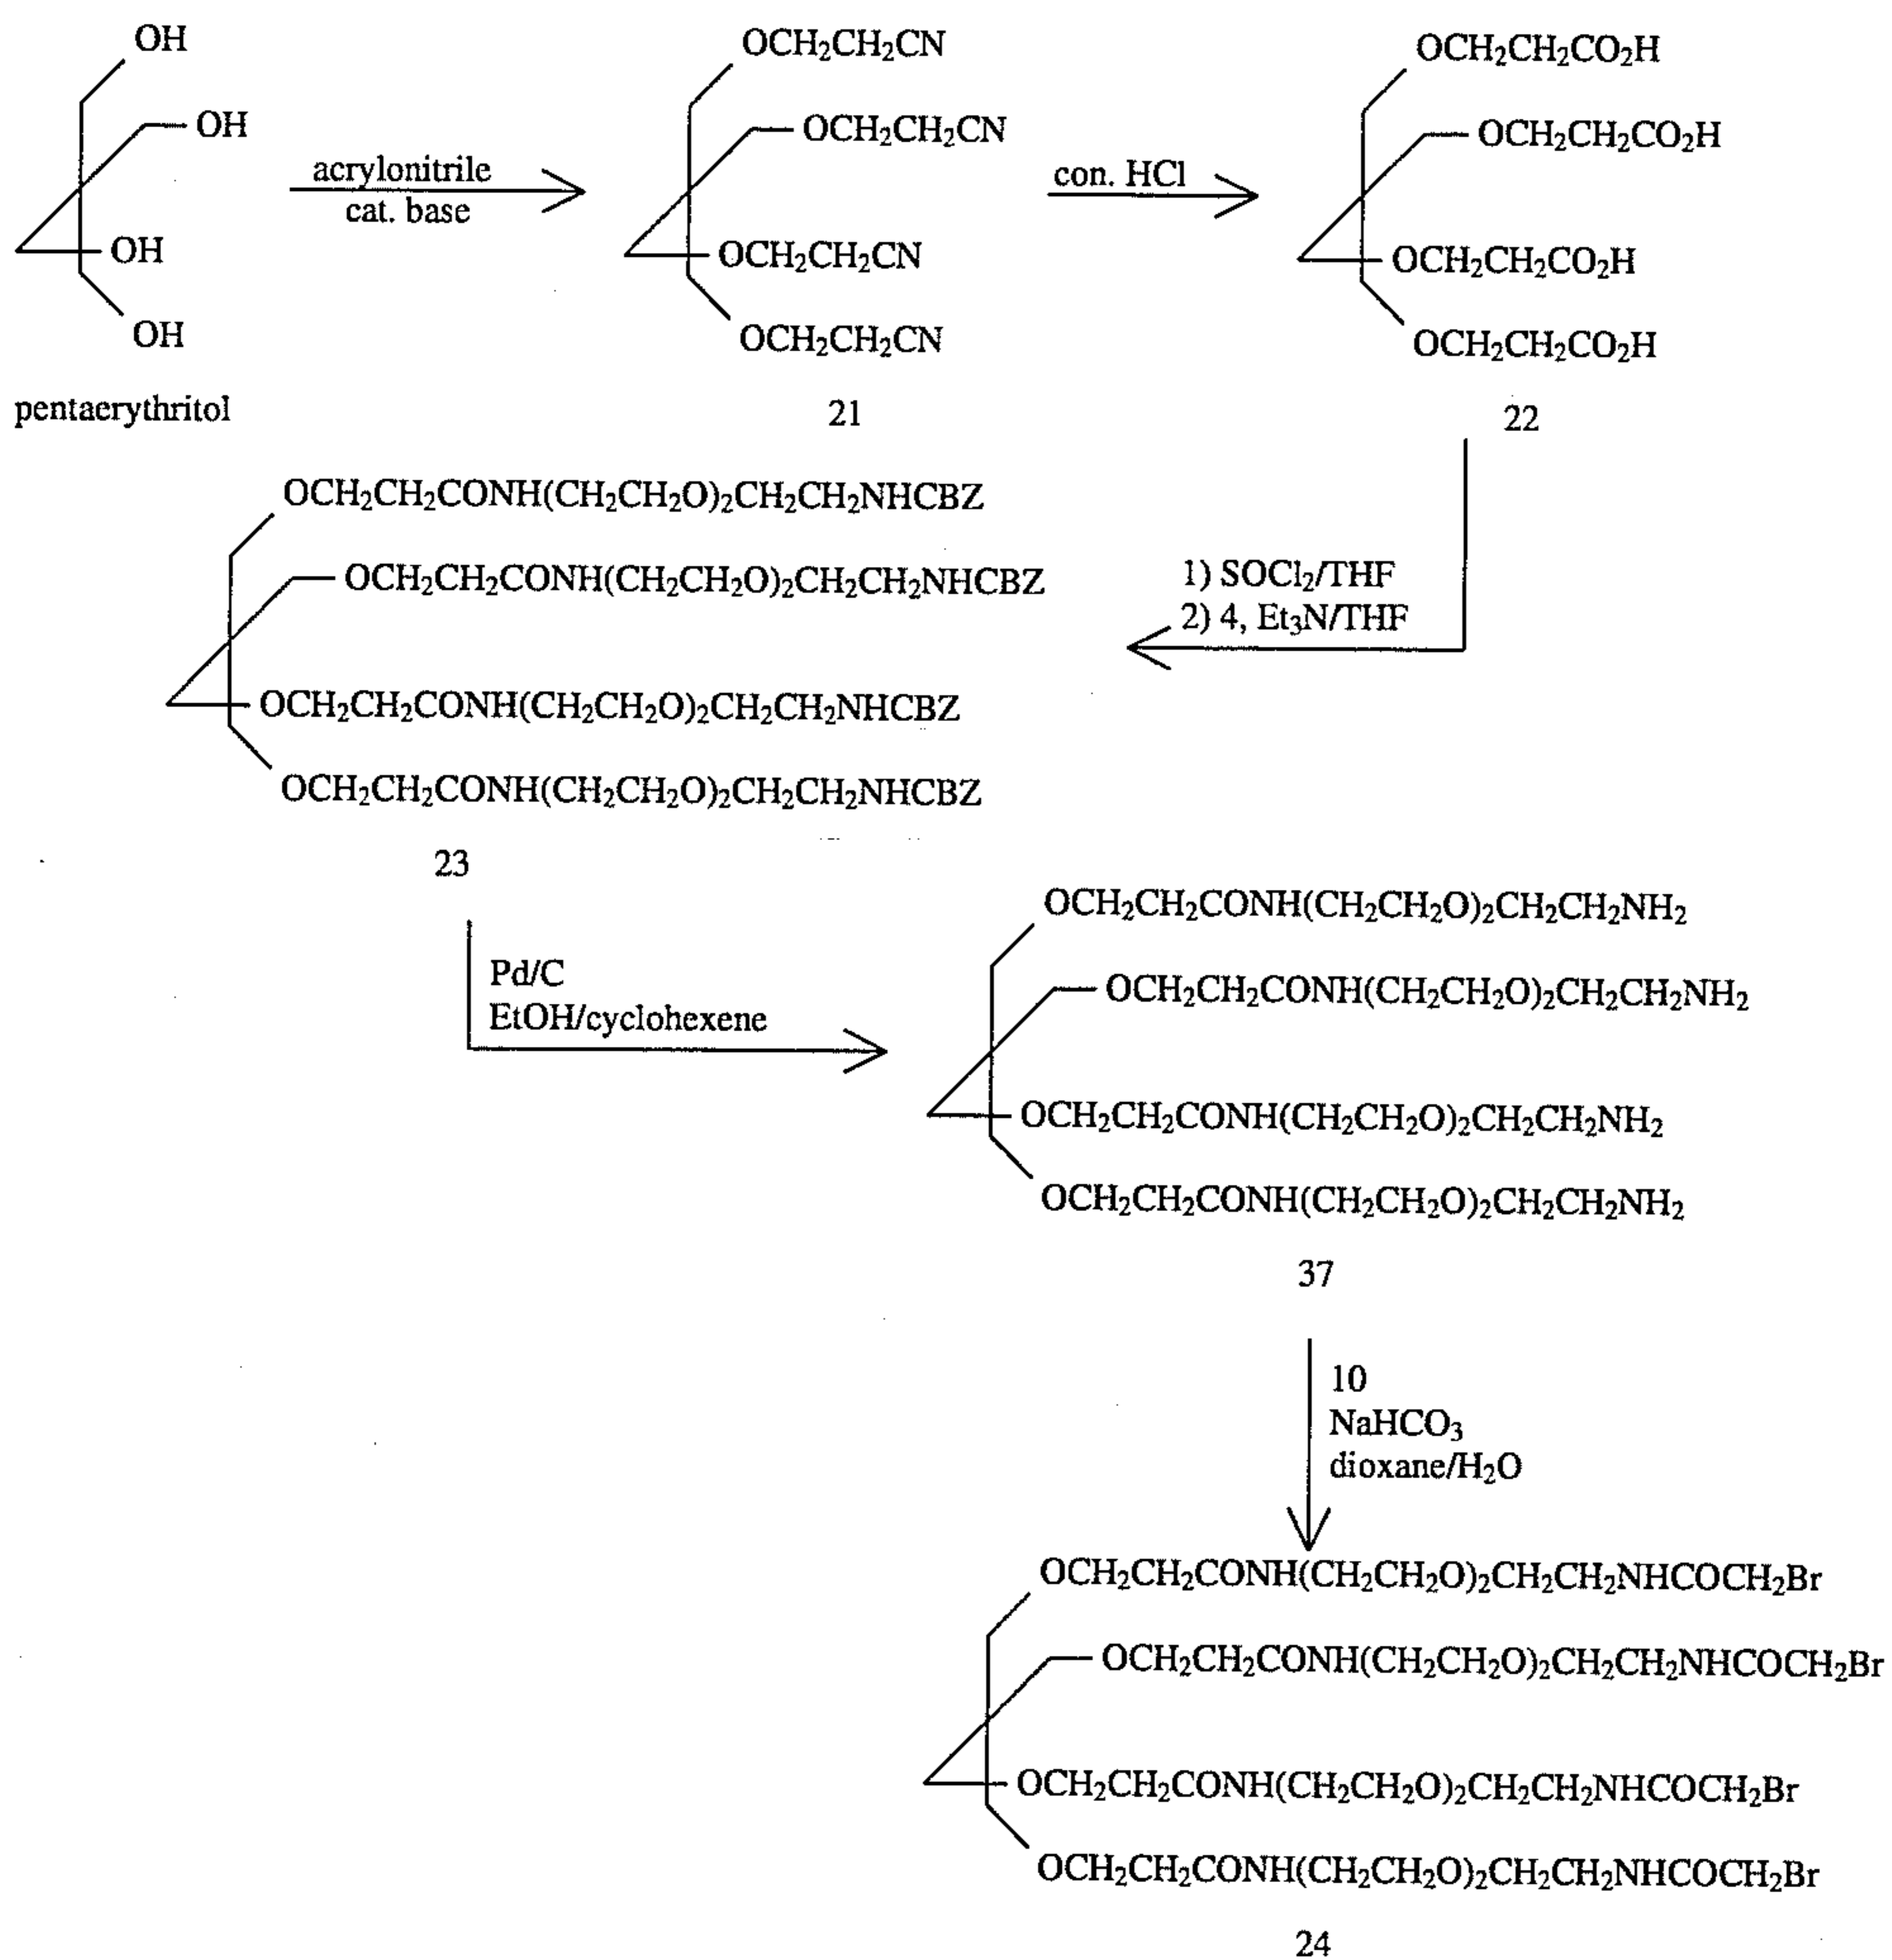 OH
OH
OH
OH
pentaerythritol
acrylonitrile
cat. base
OCH₂CH₂CN
OCH₂CH₂CN
OCH₂CH₂CN
OCH₂CH₂CN
21
con. HCl
OCH₂CH₂CO₂H
OCH₂CH₂CO₂H
OCH₂CH₂CO₂H
OCH₂CH₂CO₂H
22
1) SOCl₂/THF
2) 4, Et₃N/THF
OCH₂CH₂CONH(CH₂CH₂O)₂CH₂CH₂NHCBZ
OCH₂CH₂CONH(CH₂CH₂O)₂CH₂CH₂NHCBZ
OCH₂CH₂CONH(CH₂CH₂O)₂CH₂CH₂NHCBZ
OCH₂CH₂CONH(CH₂CH₂O)₂CH₂CH₂NHCBZ
23
Pd/C
EtOH/cyclohexene
OCH₂CH₂CONH(CH₂CH₂O)₂CH₂CH₂NH₂
OCH₂CH₂CONH(CH₂CH₂O)₂CH₂CH₂NH₂
OCH₂CH₂CONH(CH₂CH₂O)₂CH₂CH₂NH₂
OCH₂CH₂CONH(CH₂CH₂O)₂CH₂CH₂NH₂
37
10
NaHCO₃
dioxane/H₂O
OCH₂CH₂CONH(CH₂CH₂O)₂CH₂CH₂NHCOCH₂Br
OCH₂CH₂CONH(CH₂CH₂O)₂CH₂CH₂NHCOCH₂Br
OCH₂CH₂CONH(CH₂CH₂O)₂CH₂CH₂NHCOCH₂Br
OCH₂CH₂CONH(CH₂CH₂O)₂CH₂CH₂NHCOCH₂Br
24